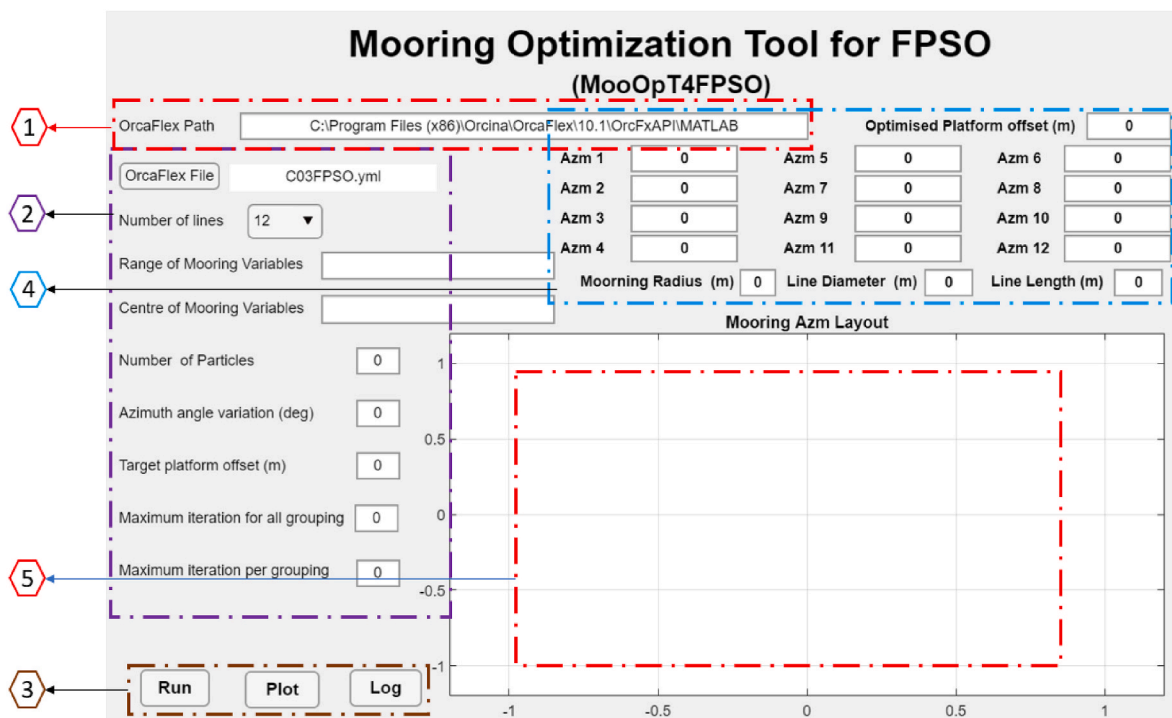 Mooring Optimization Tool for FPSO
(MooOpT4FPSO)
1
OrcaFlex Path C:\Program Files (x86)\Orcina\OrcaFlex\10.1\OrcFxAPI\MATLAB
Optimised Platform offset (m) 0
OrcaFlex File C03FPSO.yml
2
Number of lines 12
Range of Mooring Variables
4
Centre of Mooring Variables
Number of Particles 0
Azimuth angle variation (deg) 0
Target platform offset (m) 0
Maximum iteration for all grouping 0
5
Maximum iteration per grouping 0
3
Run Plot Log
Azm 1 0 Azm 5 0 Azm 6 0
Azm 2 0 Azm 7 0 Azm 8 0
Azm 3 0 Azm 9 0 Azm 10 0
Azm 4 0 Azm 11 0 Azm 12 0
Moorning Radius (m) 0 Line Diameter (m) 0 Line Length (m) 0
Mooring Azm Layout
1
0.5
0
-0.5
-1
-1 -0.5 0 0.5 1